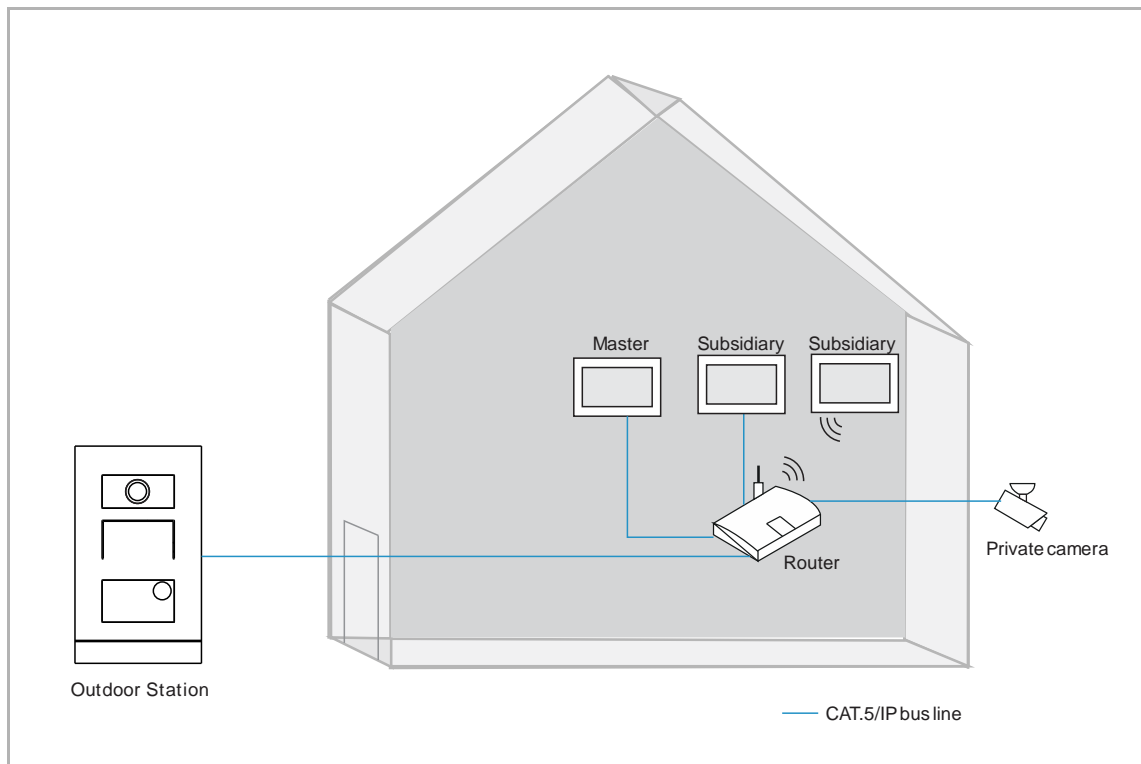 Master
Subsidiary
Subsidiary
Router
Private camera
Outdoor Station
CAT.5/IP bus line